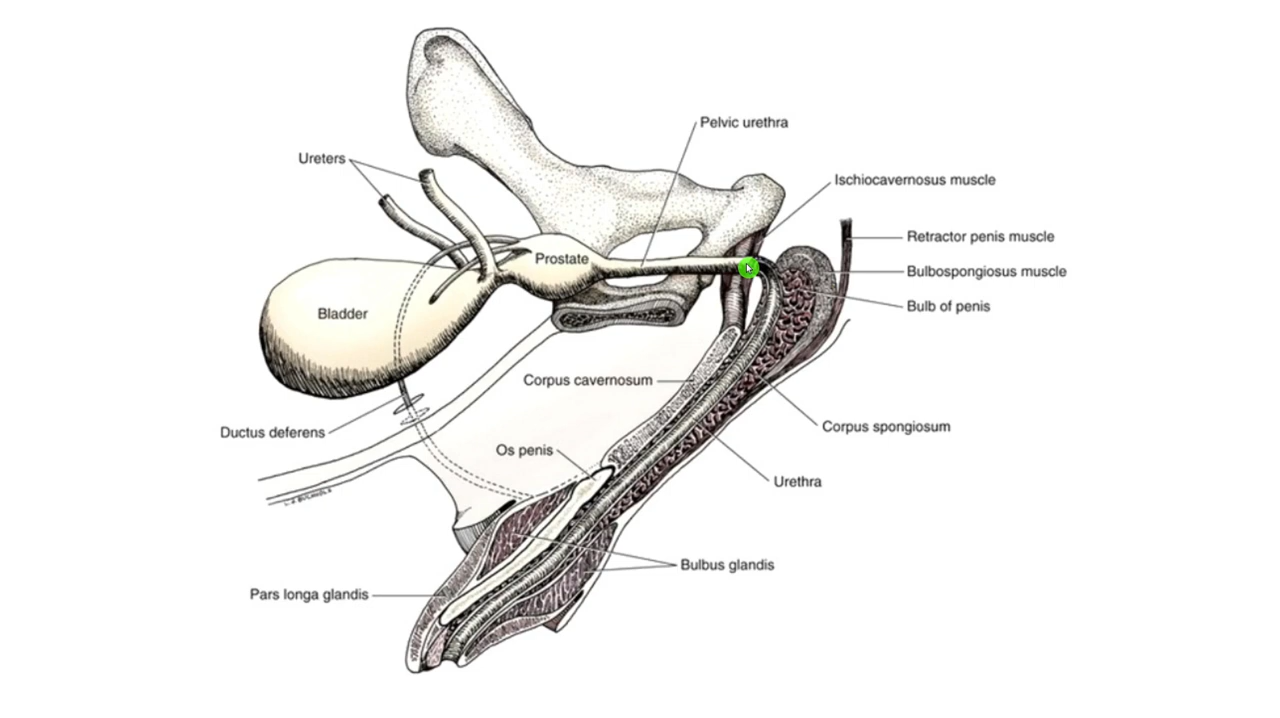 Pelvic urethra
Ureters
Ischiocavernosus muscle
Retractor penis muscle
Prostate
Bulbospongiosus muscle
Bladder
Bulb of penis
Corpus cavernosum
Ductus deferens
Corpus spongiosum
Os penis
Urethra
Bulbus glandis
Pars longa glandis